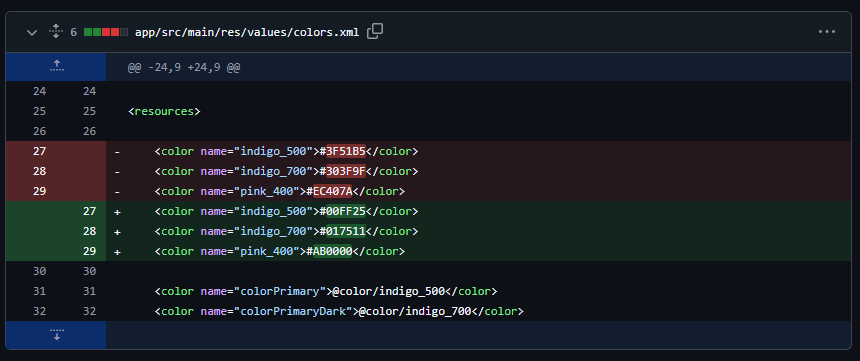 6 app/src/main/res/values/colors.xml
@@ -24,9 +24,9 @@
24 24
25 25 <resources>
26 26
27 - <color name="indigo_500">#3F51B5</color>
28 - <color name="indigo_700">#303F9F</color>
29 - <color name="pink_400">#EC407A</color>
27 + <color name="indigo_500">#00FF25</color>
28 + <color name="indigo_700">#017511</color>
29 + <color name="pink_400">#AB0000</color>
30 30
31 31 <color name="colorPrimary">@color/indigo_500</color>
32 32 <color name="colorPrimaryDark">@color/indigo_700</color>